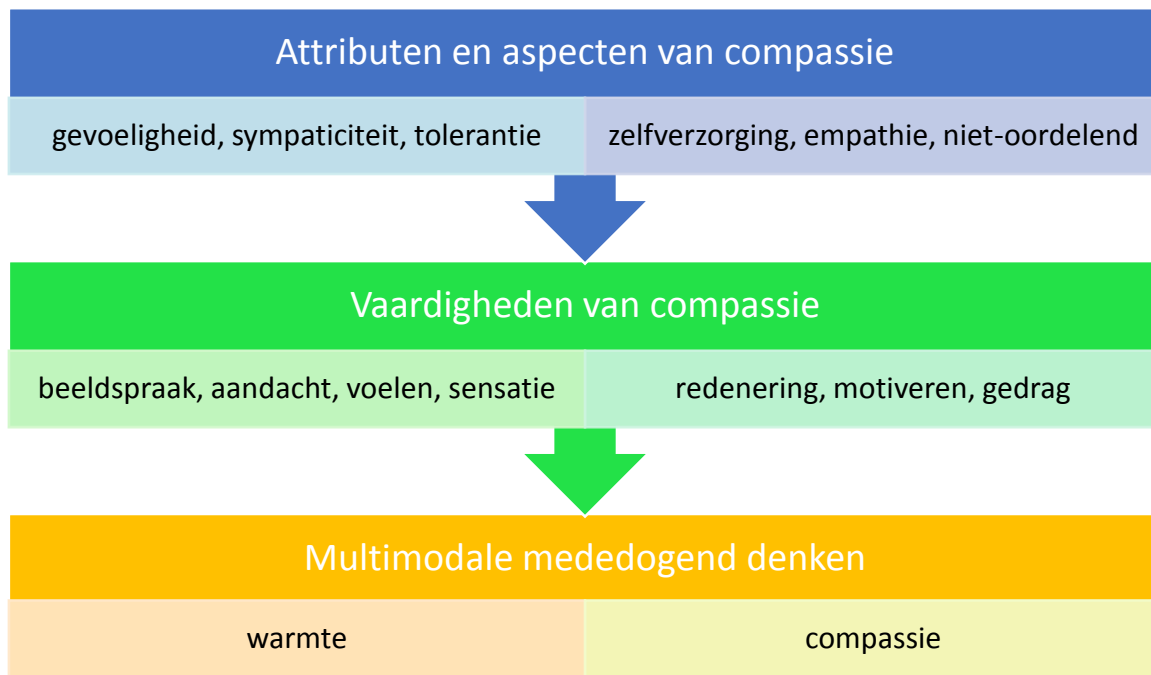 Attributen en aspecten van compassie
gevoeligheid, sympaticiteit, tolerantie
zelfverzorging, empathie, niet-oordelend
Vaardigheden van compassie
beeldspraak, aandacht, voelen, sensatie
redenering, motiveren, gedrag
Multimodale mededogend denken
warmte
compassie